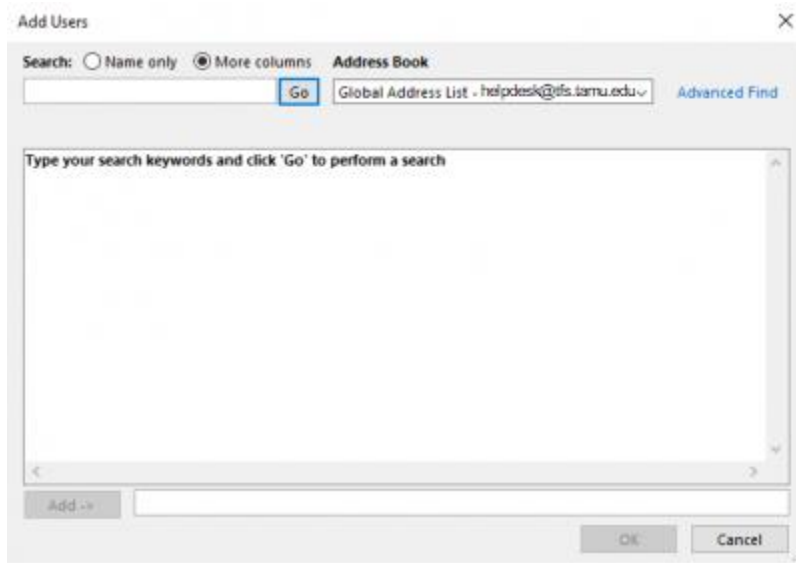 Add Users
Search: Name only More columns Address Book
Go Global Address List - helpdesk@tfs.tamu.edu Advanced Find
Type your search keywords and click 'Go' to perform a search
Add ->
OK Cancel